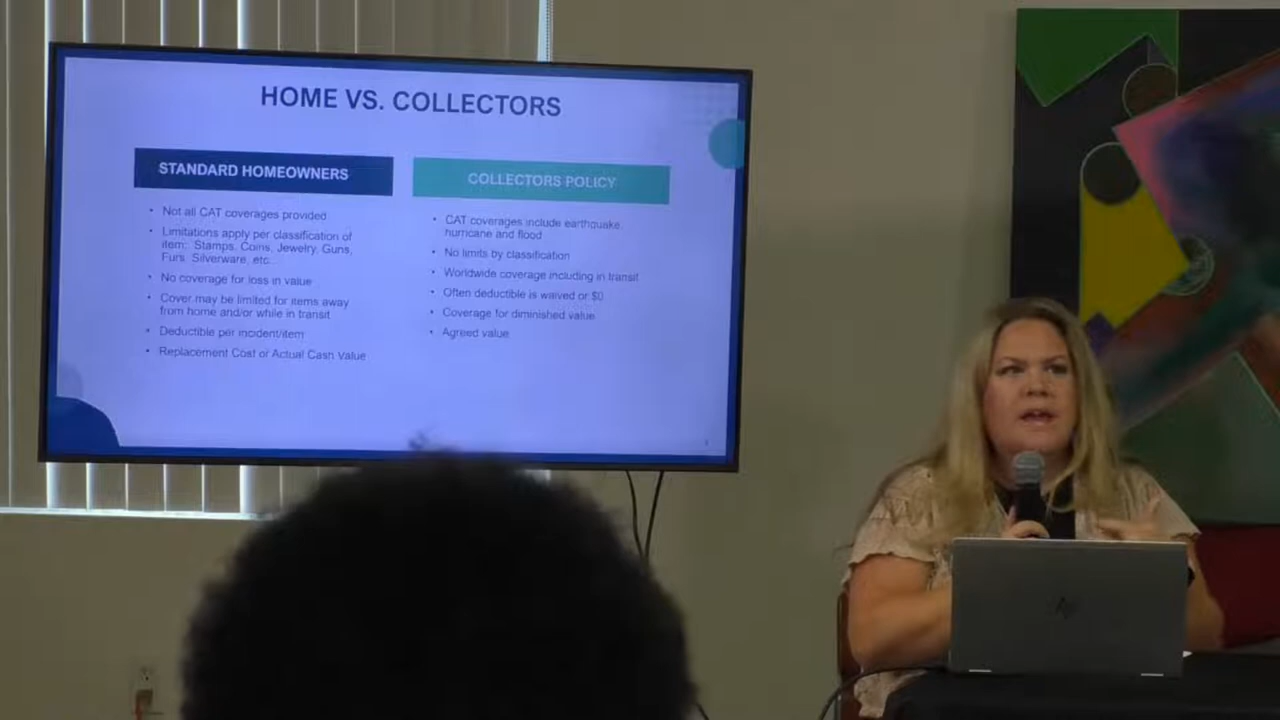 HOME VS. COLLECTORS
STANDARD HOMEOWNERS
• Not all CAT coverages provided
• Limitations apply per classification of
item: Stamps, Coins, Jewelry, Guns,
Furs, Silverware, etc...
• No coverage for loss in value
• Cover may be limited for items away
from home and/or while in transit
• Deductible per incident/item
• Replacement Cost or Actual Cash Value
COLLECTORS POLICY
• CAT coverages include earthquake,
hurricane and flood
• No limits by classification
• Worldwide coverage including in transit
• Often deductible is waived or $0
• Coverage for diminished value
• Agreed value
hp